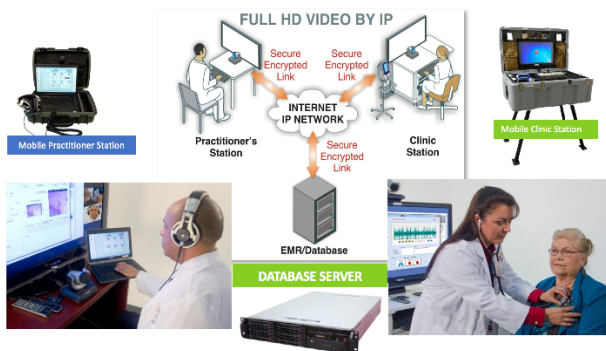 FULL HD VIDEO BY IP
Secure
Encrypted
Link
Secure
Encrypted
Link
INTERNET
IP NETWORK
Practitioner's
Station
Clinic
Station
Secure
Encrypted
Link
EMR/Database
Mobile Practitioner Station
Mobile Clinic Station
DATABASE SERVER